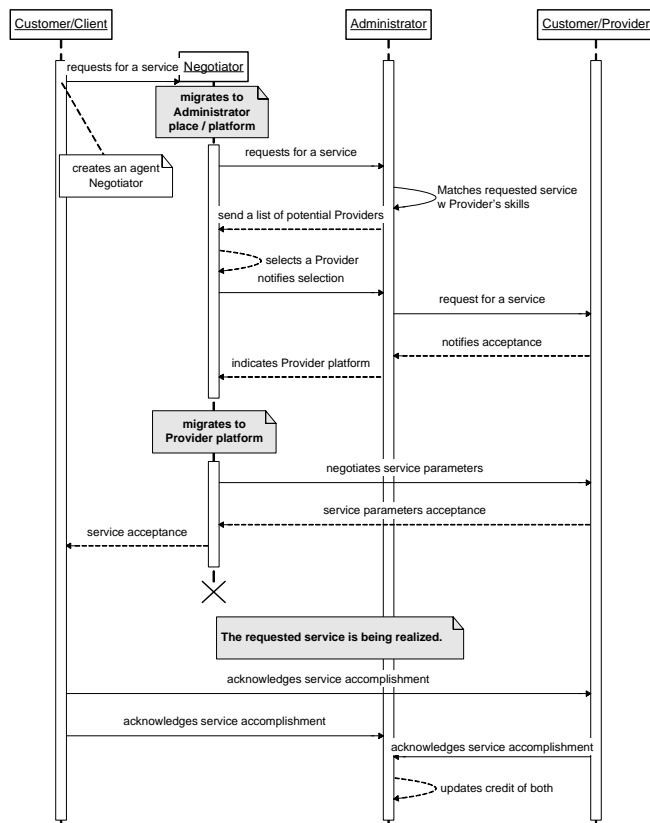 Customer/Client
Administrator
Customer/Provider
requests for a service
Negotiator
migrates to
Administrator
place / platform
requests for a service
creates an agent
Negotiator
Matches requested service
w Provider's skills
send a list of potential Providers
selects a Provider
notifies selection
request for a service
notifies acceptance
indicates Provider platform
migrates to
Provider platform
negotiates service parameters
service parameters acceptance
service acceptance
The requested service is being realized.
acknowledges service accomplishment
acknowledges service accomplishment
acknowledges service accomplishment
updates credit of both